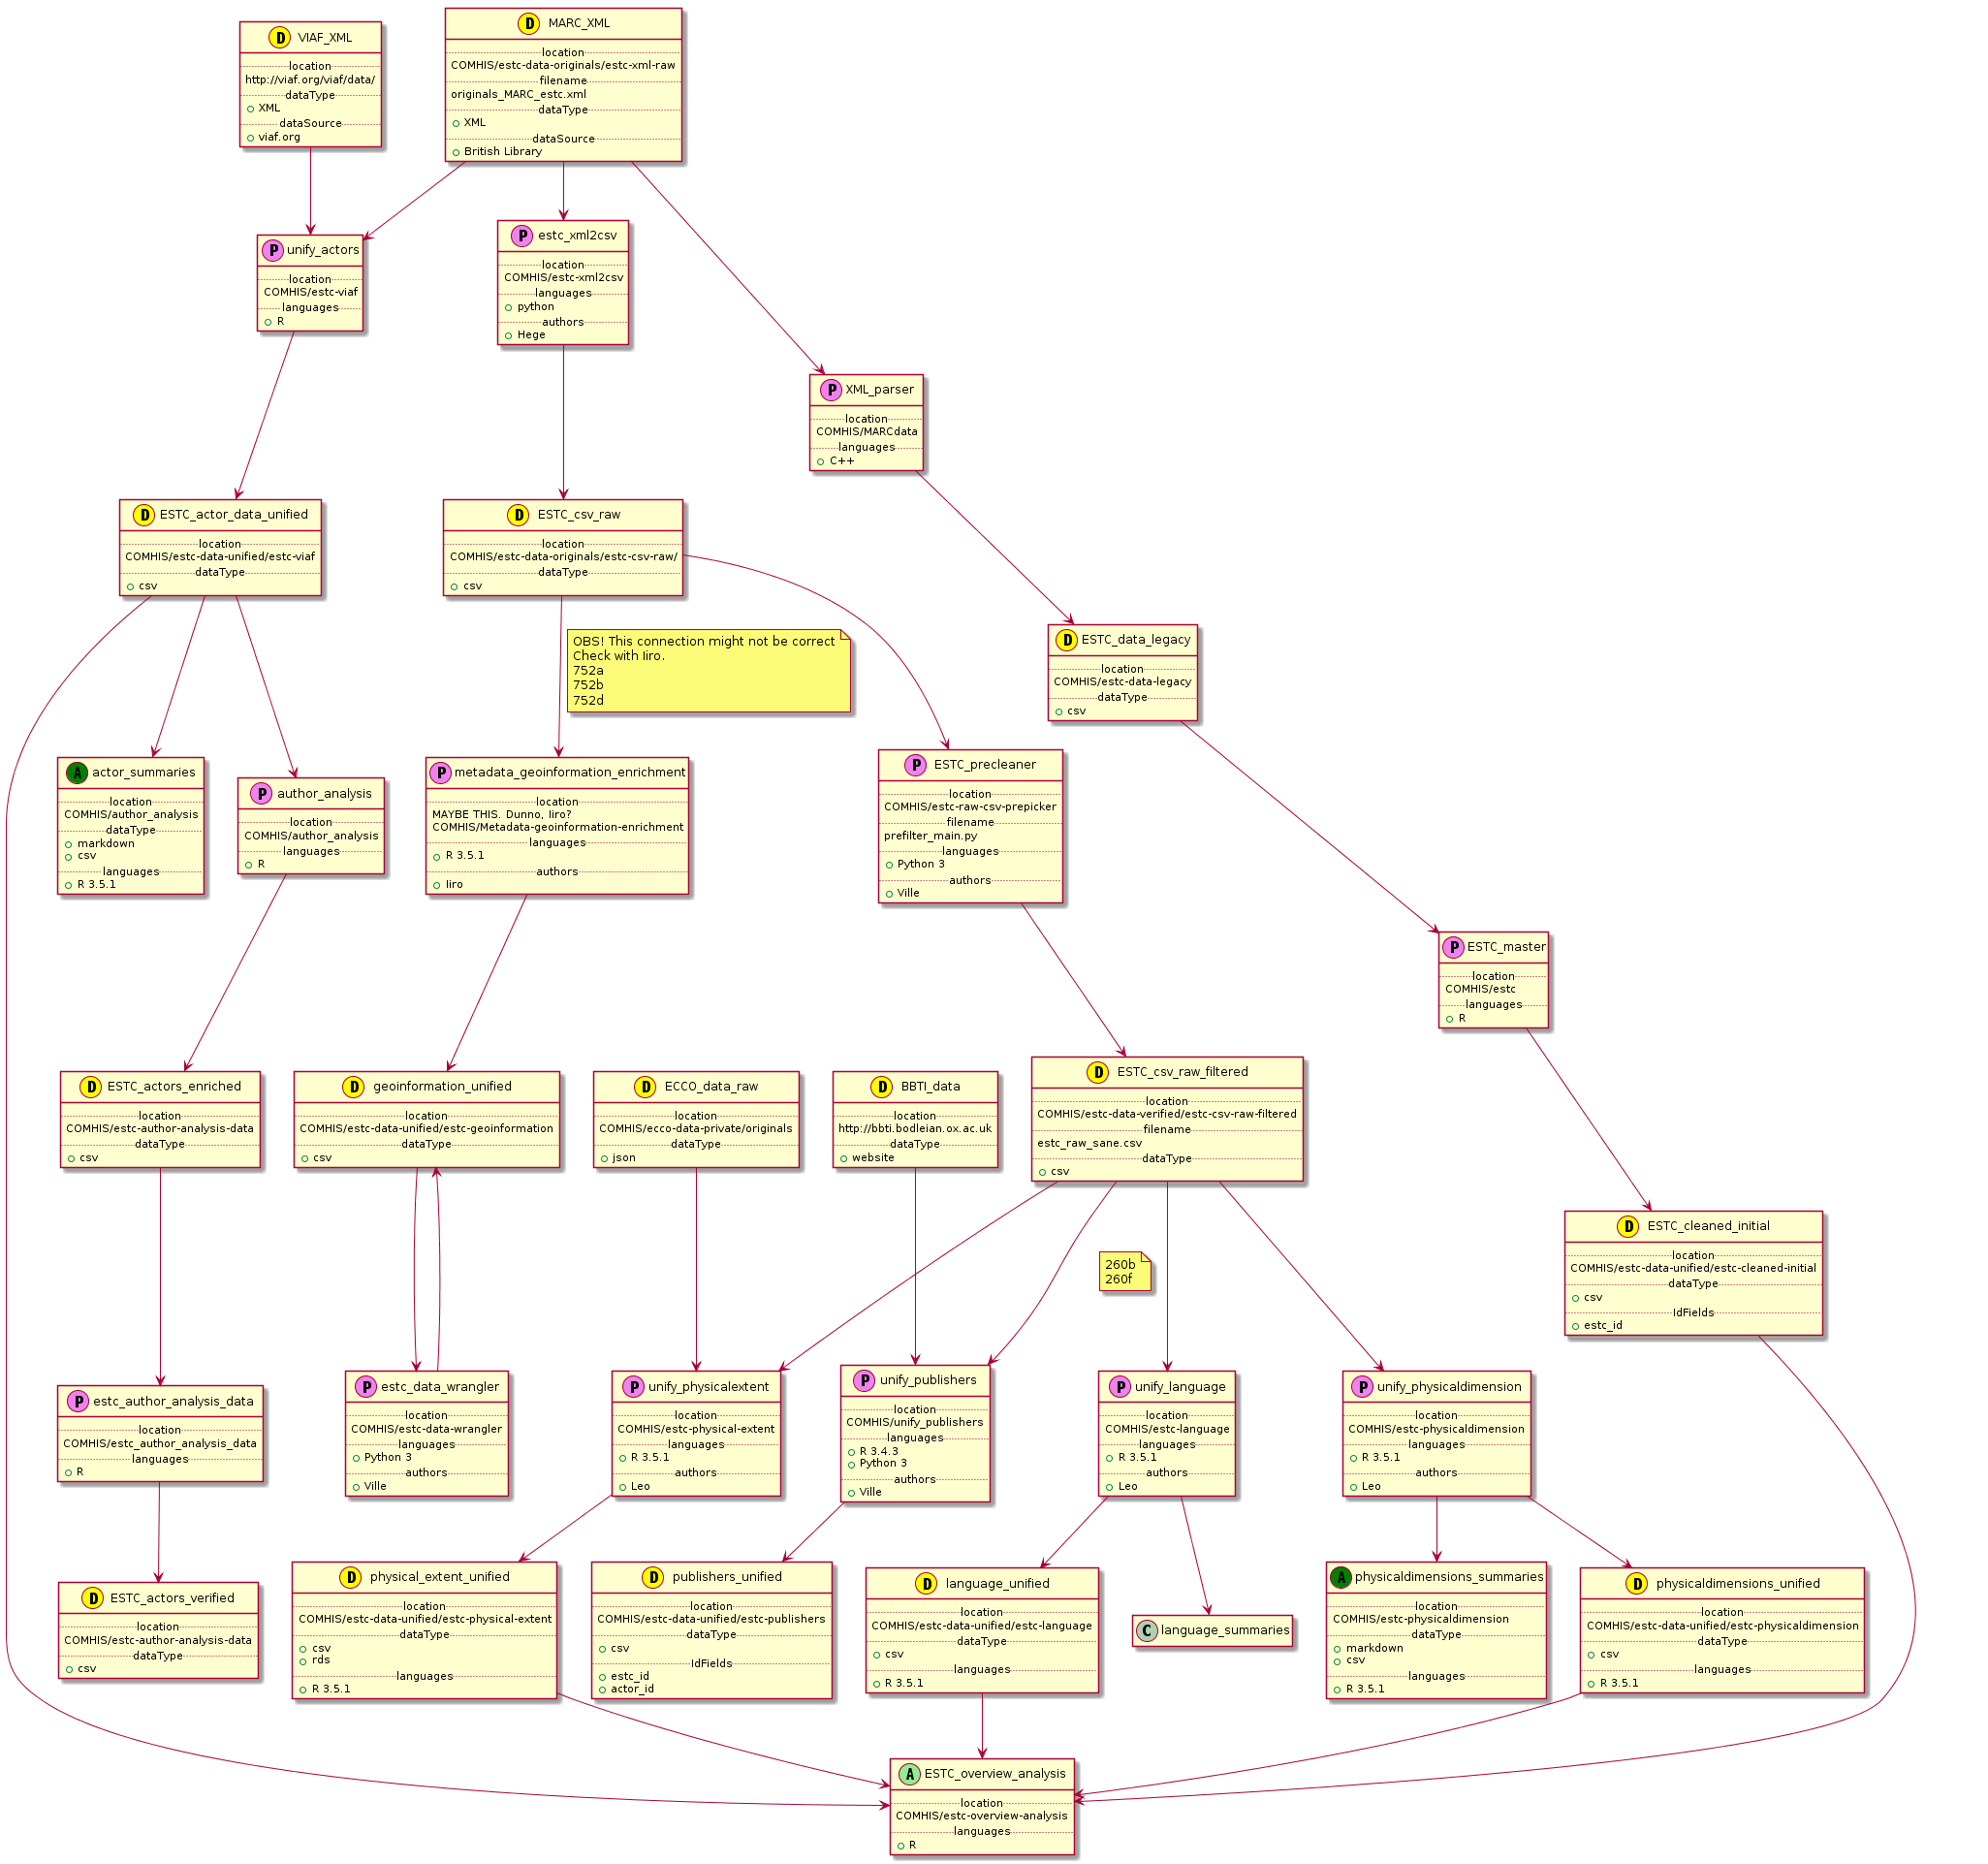 D VIAF_XML
location
http://viaf.org/viaf/data/
dataType
XML
dataSource
viaf.org
D MARC_XML
location
COMHIS/estc-data-originals/estc-xml-raw
filename
originals_MARC_estc.xml
dataType
XML
dataSource
British Library
P unify_actors
location
COMHIS/estc-viaf
languages
R
P estc_xml2csv
location
COMHIS/estc-xml2csv
languages
python
authors
Hege
P XML_parser
location
COMHIS/MARCdata
languages
C++
D ESTC_actor_data_unified
location
COMHIS/estc-data-unified/estc-viaf
dataType
csv
D ESTC_csv_raw
location
COMHIS/estc-data-originals/estc-csv-raw/
dataType
csv
OBS! This connection might not be correct
Check with Iiro.
752a
752b
752d
D ESTC_data_legacy
location
COMHIS/estc-data-legacy
dataType
csv
A actor_summaries
location
COMHIS/author_analysis
dataType
markdown
csv
languages
R 3.5.1
P author_analysis
location
COMHIS/author_analysis
languages
R
P metadata_geoinformation_enrichment
location
MAYBE THIS. Dunno, Iiro?
COMHIS/Metadata-geoinformation-enrichment
languages
R 3.5.1
authors
Iiro
P ESTC_precleaner
location
COMHIS/estc-raw-csv-prepicker
filename
prefilter_main.py
languages
Python 3
authors
Ville
P ESTC_master
location
COMHIS/estc
languages
R
D ESTC_actors_enriched
location
COMHIS/estc-author-analysis-data
dataType
csv
D geoinformation_unified
location
COMHIS/estc-data-unified/estc-geoinformation
dataType
csv
D ECCO_data_raw
location
COMHIS/ecco-data-private/originals
dataType
json
D BBTI_data
location
http://bbti.bodleian.ox.ac.uk
dataType
website
D ESTC_csv_raw_filtered
location
COMHIS/estc-data-verified/estc-csv-raw-filtered
filename
estc_raw_sane.csv
dataType
csv
260b
260f
D ESTC_cleaned_initial
location
COMHIS/estc-data-unified/estc-cleaned-initial
dataType
csv
IdFields
estc_id
P estc_author_analysis_data
location
COMHIS/estc_author_analysis_data
languages
R
P estc_data_wrangler
location
COMHIS/estc-data-wrangler
languages
Python 3
authors
Ville
P unify_physicalextent
location
COMHIS/estc-physical-extent
languages
R 3.5.1
authors
Leo
P unify_publishers
location
COMHIS/unify_publishers
languages
R 3.4.3
Python 3
authors
Ville
P unify_language
location
COMHIS/estc-language
languages
R 3.5.1
authors
Leo
P unify_physicaldimension
location
COMHIS/estc-physicaldimension
languages
R 3.5.1
authors
Leo
D ESTC_actors_verified
location
COMHIS/estc-author-analysis-data
dataType
csv
D physical_extent_unified
location
COMHIS/estc-data-unified/estc-physical-extent
dataType
csv
rds
languages
R 3.5.1
D publishers_unified
location
COMHIS/estc-data-unified/estc-publishers
dataType
csv
IdFields
estc_id
actor_id
D language_unified
location
COMHIS/estc-data-unified/estc-language
dataType
csv
languages
R 3.5.1
C language_summaries
A physicaldimensions_summaries
location
COMHIS/estc-physicaldimension
dataType
markdown
csv
languages
R 3.5.1
D physicaldimensions_unified
location
COMHIS/estc-data-unified/estc-physicaldimension
dataType
csv
languages
R 3.5.1
A ESTC_overview_analysis
location
COMHIS/estc-overview-analysis
languages
R